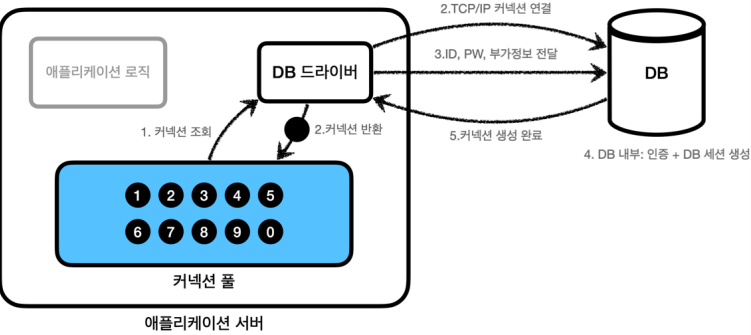 2.TCP/IP 커넥션 연결
애플리케이션 로직
DB 드라이버
3.ID, PW, 부가정보 전달
DB
1. 커넥션 조회
2.커넥션 반환
5.커넥션 생성 완료
4. DB 내부: 인증 + DB 세션 생성
1 2 3 4 5
6 7 8 9 0
커넥션 풀
애플리케이션 서버